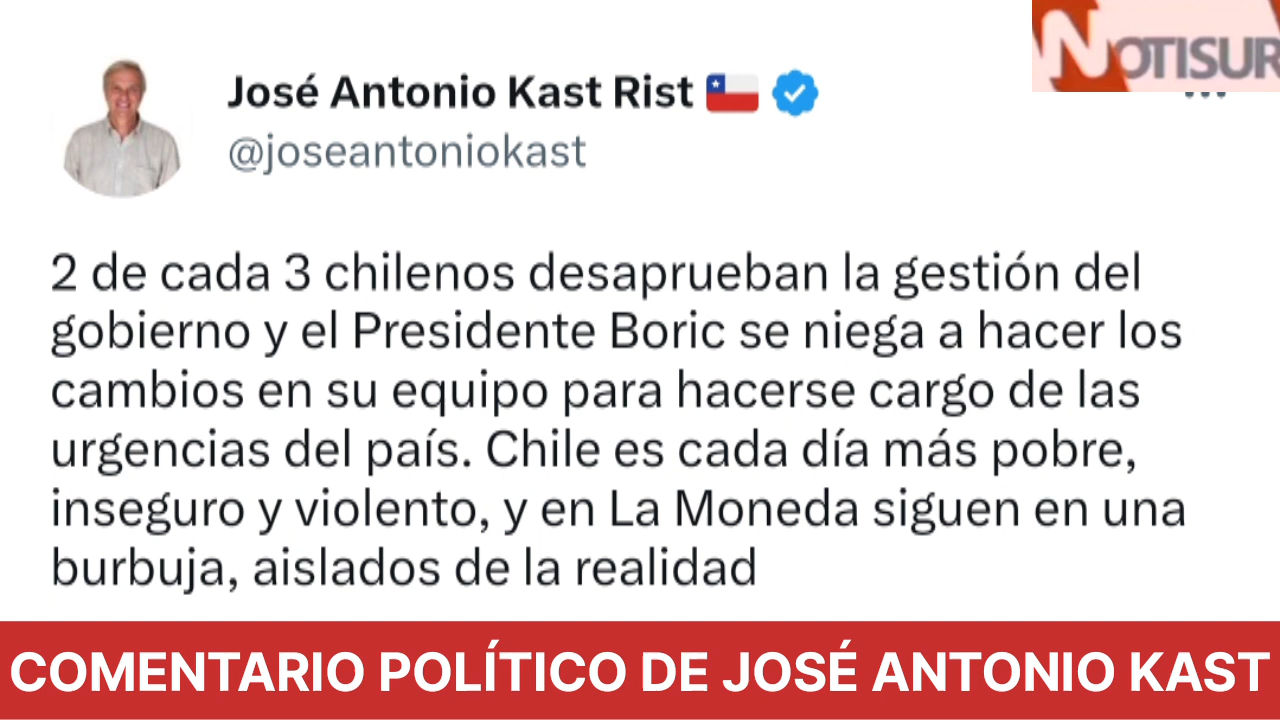 NOTISUR
José Antonio Kast Rist
@joseantoniokast
2 de cada 3 chilenos desaprueban la gestión del
gobierno y el Presidente Boric se niega a hacer los
cambios en su equipo para hacerse cargo de las
urgencias del país. Chile es cada día más pobre,
inseguro y violento, y en La Moneda siguen en una
burbuja, aislados de la realidad
COMENTARIO POLÍTICO DE JOSÉ ANTONIO KAST